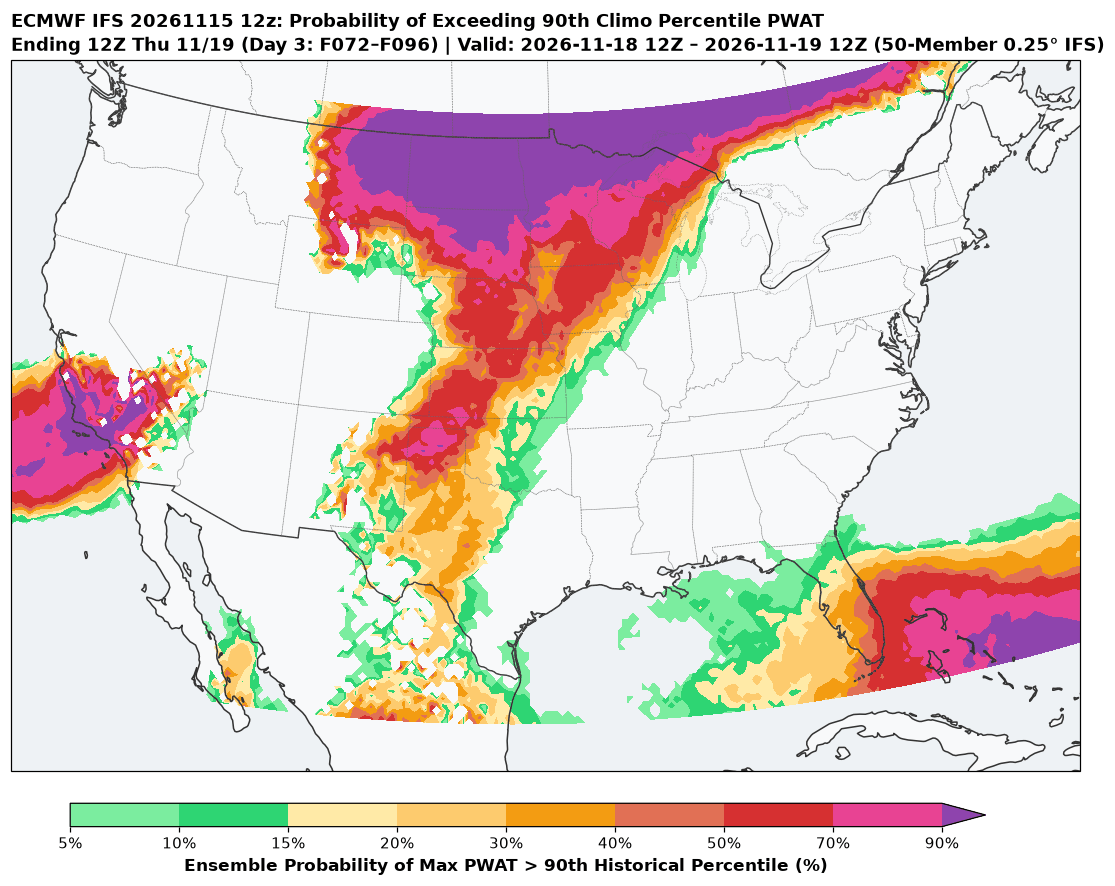 ECMWF IFS 20261115 12z: Probability of Exceeding 90th Climo Percentile PWAT
Ending 12Z Thu 11/19 (Day 3: F072–F096) | Valid: 2026-11-18 12Z – 2026-11-19 12Z (50-Member 0.25° IFS)
5% 10% 15% 20% 30% 40% 50% 70% 90%
Ensemble Probability of Max PWAT > 90th Historical Percentile (%)